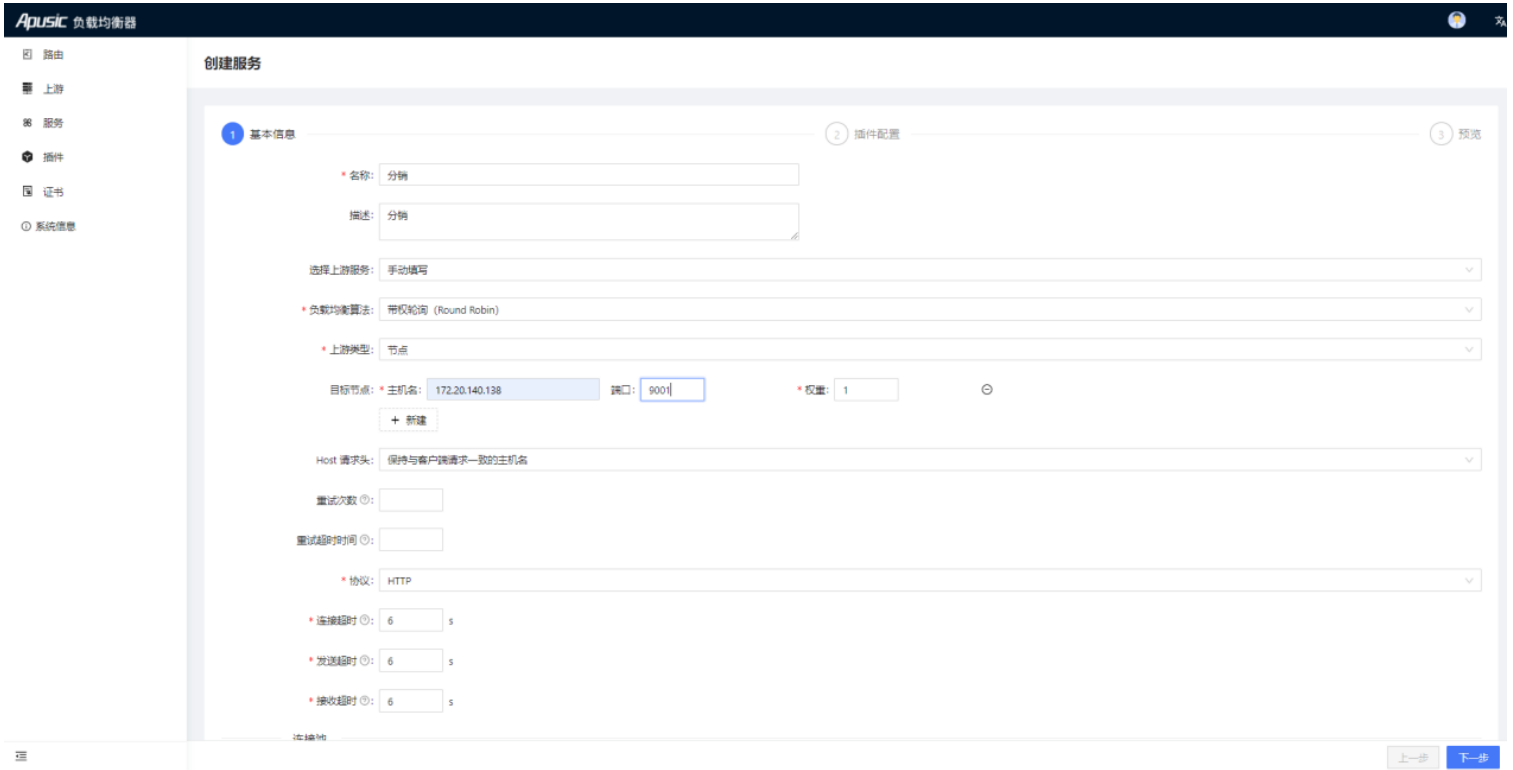 Apusic 负载均衡器
路由
上游
服务
插件
证书
系统信息
创建服务
1 基本信息
2 插件配置
3 预览
* 名称: 分销
描述: 分销
选择上游服务: 手动填写
* 负载均衡算法: 带权轮询 (Round Robin)
* 上游类型: 节点
目标节点: * 主机名: 172.20.140.138 端口: 9001 * 权重: 1
+ 新建
Host 请求头: 保持与客户端请求一致的主机名
重试次数 ?:
重试超时时间 ?:
* 协议: HTTP
* 连接超时 ?: 6 s
* 发送超时 ?: 6 s
* 接收超时 ?: 6 s
连接池
上一步 下一步